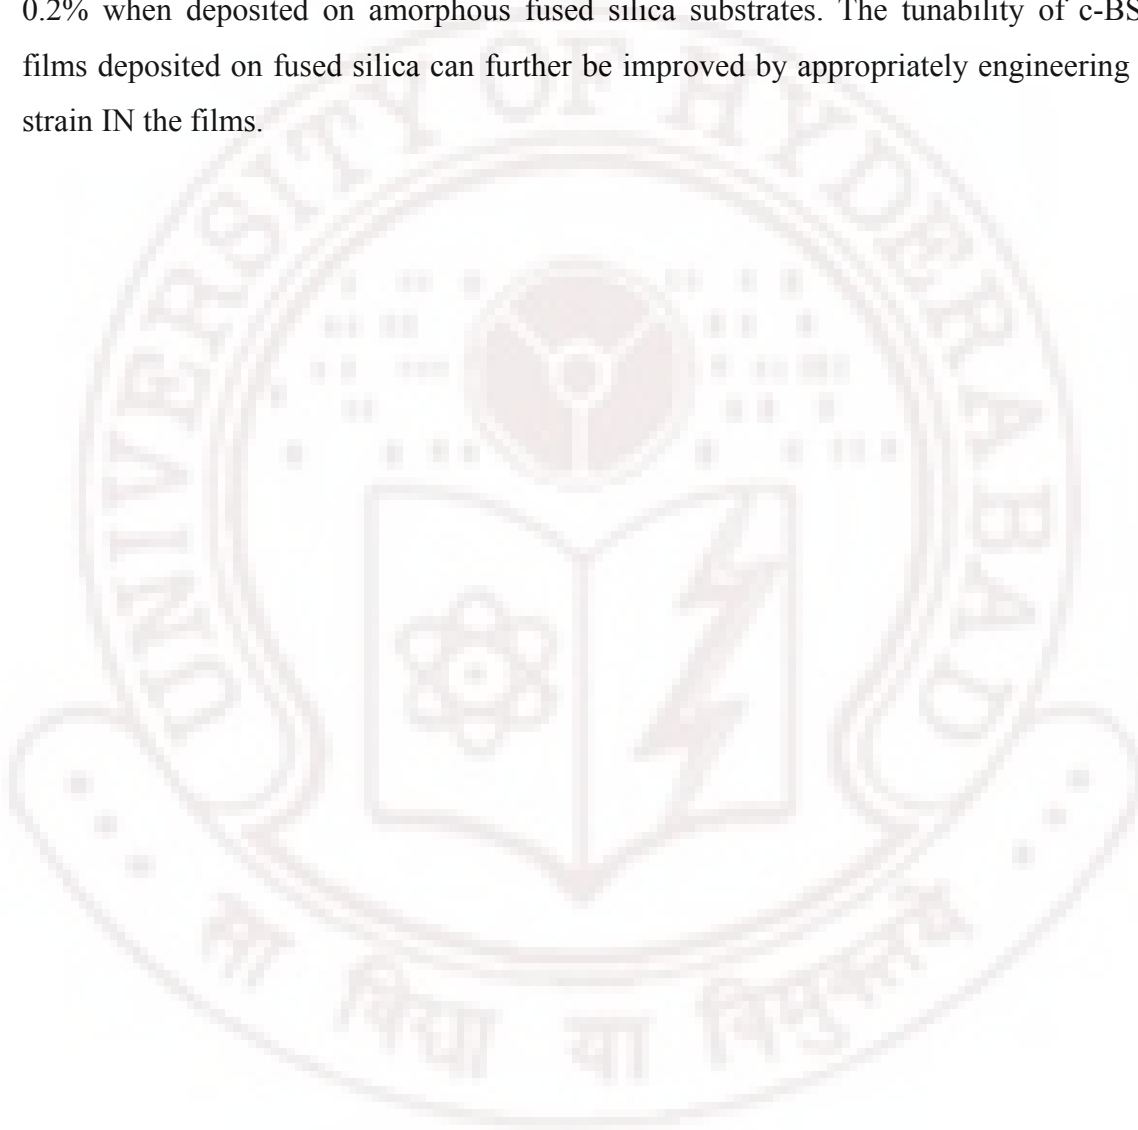 0.2% when deposited on amorphous fused silica substrates. The tunability of c-BS
films deposited on fused silica can further be improved by appropriately engineering
strain IN the films.
UNIVERSITY OF HYDERABAD
सा विद्या या विमुक्तये